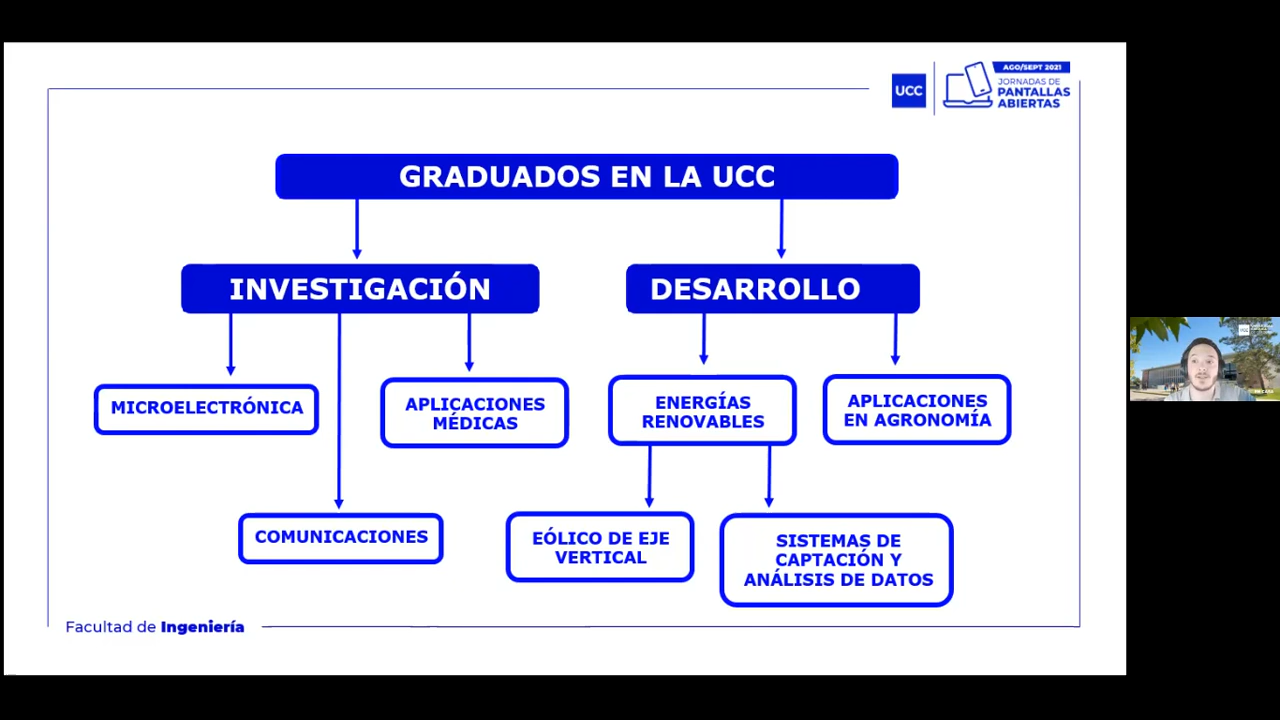 UCC
AGO/SEPT 2021
JORNADAS DE
PANTALLAS
ABIERTAS
GRADUADOS EN LA UCC
INVESTIGACIÓN
DESARROLLO
MICROELECTRÓNICA
APLICACIONES
MÉDICAS
ENERGÍAS
RENOVABLES
APLICACIONES
EN AGRONOMÍA
COMUNICACIONES
EÓLICO DE EJE
VERTICAL
SISTEMAS DE
CAPTACIÓN Y
ANÁLISIS DE DATOS
Facultad de Ingeniería
UCC